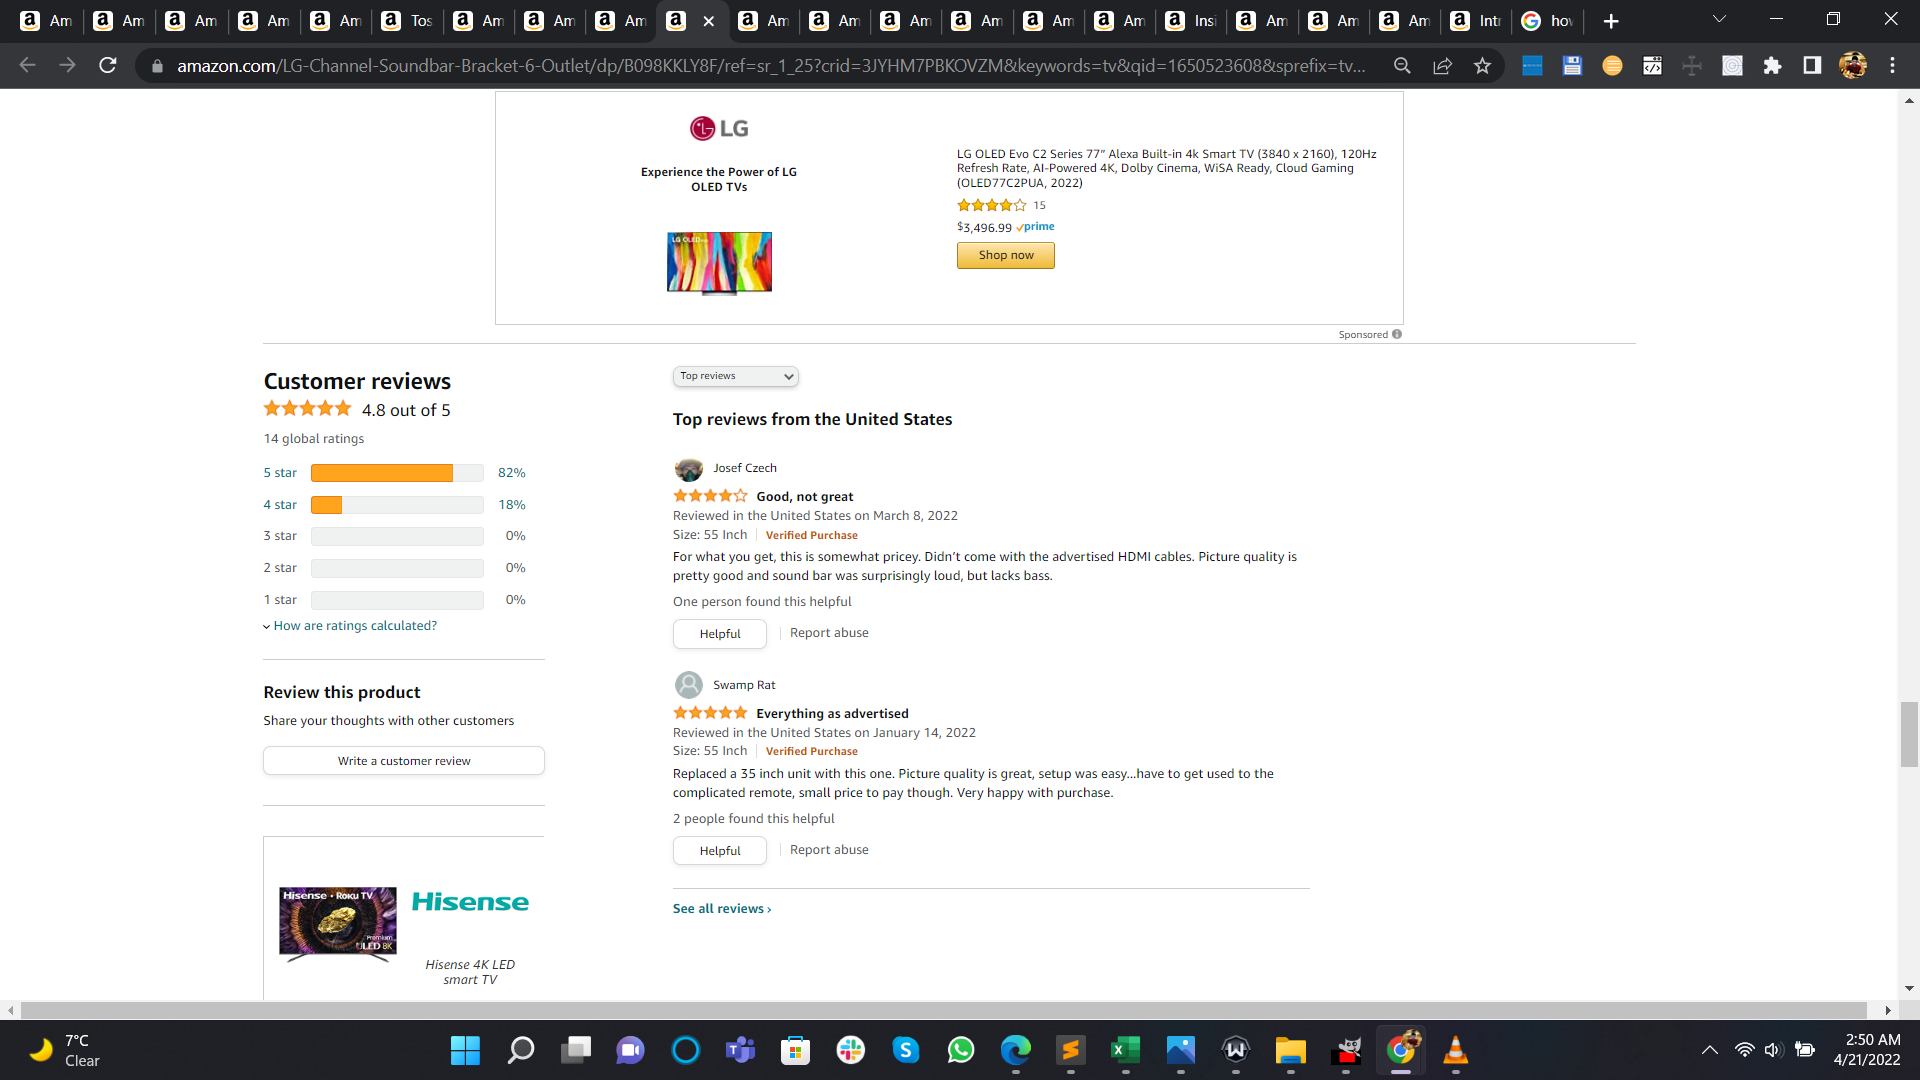 Am Am Am Am Am Tos Am Am Am Am Am Am Am Am Am Insi Am Am Am Intr how
amazon.com/LG-Channel-Soundbar-Bracket-6-Outlet/dp/B098KKLY8F/ref=sr_1_25?crid=3JYHM7PBKOVZM&keywords=tv&qid=1650523608&sprefix=tv...
LG
Experience the Power of LG
OLED TVs
LG OLED
LG OLED Evo C2 Series 77” Alexa Built-in 4k Smart TV (3840 x 2160), 120Hz
Refresh Rate, AI-Powered 4K, Dolby Cinema, WiSA Ready, Cloud Gaming
(OLED77C2PUA, 2022)
15
$3,496.99 prime
Shop now
Sponsored
Customer reviews
4.8 out of 5
14 global ratings
5 star 82%
4 star 18%
3 star 0%
2 star 0%
1 star 0%
How are ratings calculated?
Review this product
Share your thoughts with other customers
Write a customer review
Hisense • Roku TV
Premium
ULED 8K
Hisense
Hisense 4K LED
smart TV
Top reviews
Top reviews from the United States
Josef Czech
Good, not great
Reviewed in the United States on March 8, 2022
Size: 55 Inch Verified Purchase
For what you get, this is somewhat pricey. Didn’t come with the advertised HDMI cables. Picture quality is
pretty good and sound bar was surprisingly loud, but lacks bass.
One person found this helpful
Helpful Report abuse
Swamp Rat
Everything as advertised
Reviewed in the United States on January 14, 2022
Size: 55 Inch Verified Purchase
Replaced a 35 inch unit with this one. Picture quality is great, setup was easy...have to get used to the
complicated remote, small price to pay though. Very happy with purchase.
2 people found this helpful
Helpful Report abuse
See all reviews ›
7°C
Clear
2:50 AM
4/21/2022